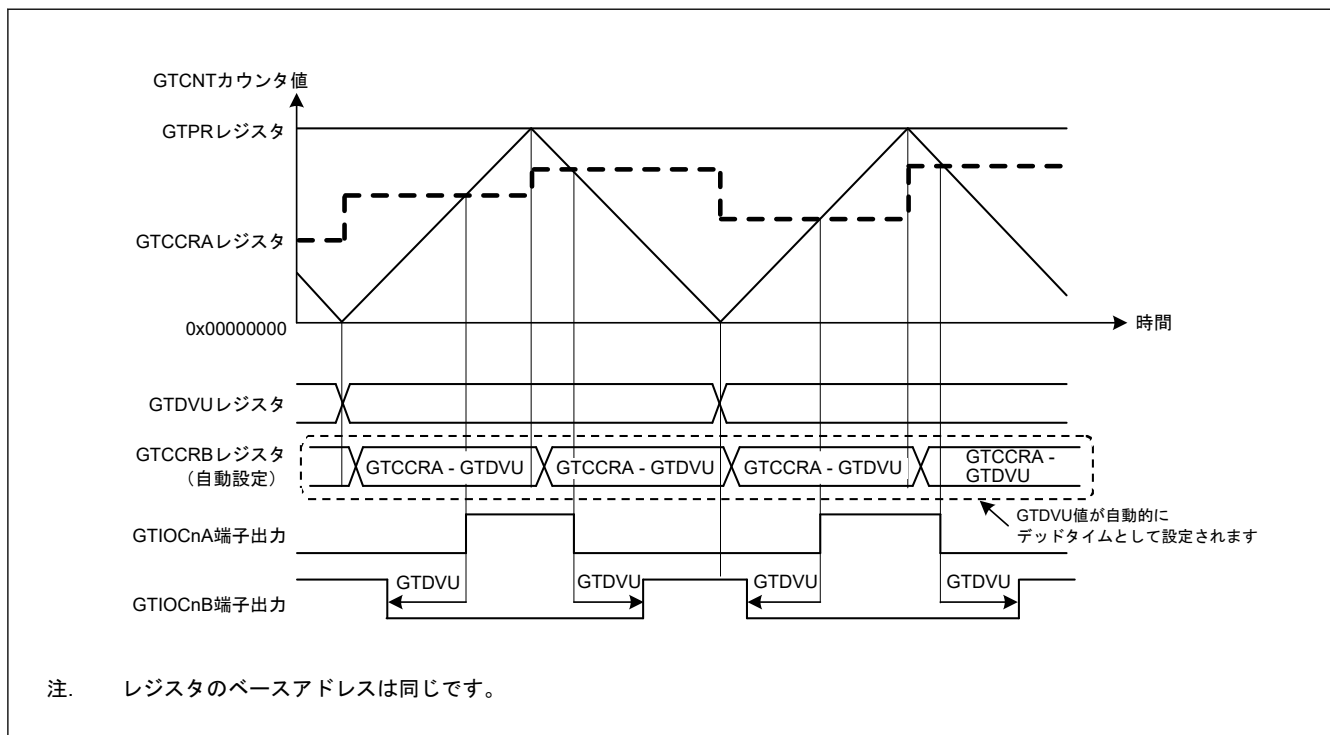 GTCNTカウンタ値
GTPRレジスタ
GTCCRAレジスタ
0x00000000
時間
GTDVUレジスタ
GTCCRBレジスタ
（自動設定）
GTCCRA - GTDVU
GTCCRA - GTDVU
GTCCRA - GTDVU
GTCCRA -
GTDVU
GTDVU値が自動的に
デッドタイムとして設定されます
GTIOCnA端子出力
GTDVU
GTDVU
GTDVU
GTDVU
GTIOCnB端子出力
注. レジスタのベースアドレスは同じです。